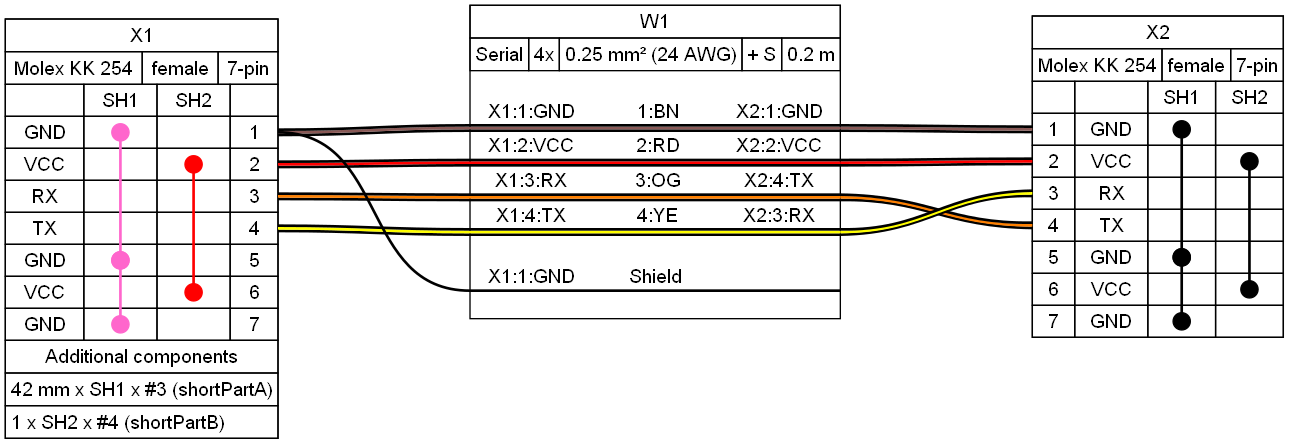 X1
Molex KK 254 female 7-pin
SH1 SH2
GND 1
VCC 2
RX 3
TX 4
GND 5
VCC 6
GND 7
Additional components
42 mm x SH1 x #3 (shortPartA)
1 x SH2 x #4 (shortPartB)
W1
Serial 4x 0.25 mm² (24 AWG) + S 0.2 m
X1:1:GND 1:BN X2:1:GND
X1:2:VCC 2:RD X2:2:VCC
X1:3:RX 3:OG X2:4:TX
X1:4:TX 4:YE X2:3:RX
X1:1:GND Shield
X2
Molex KK 254 female 7-pin
SH1 SH2
1 GND
2 VCC
3 RX
4 TX
5 GND
6 VCC
7 GND